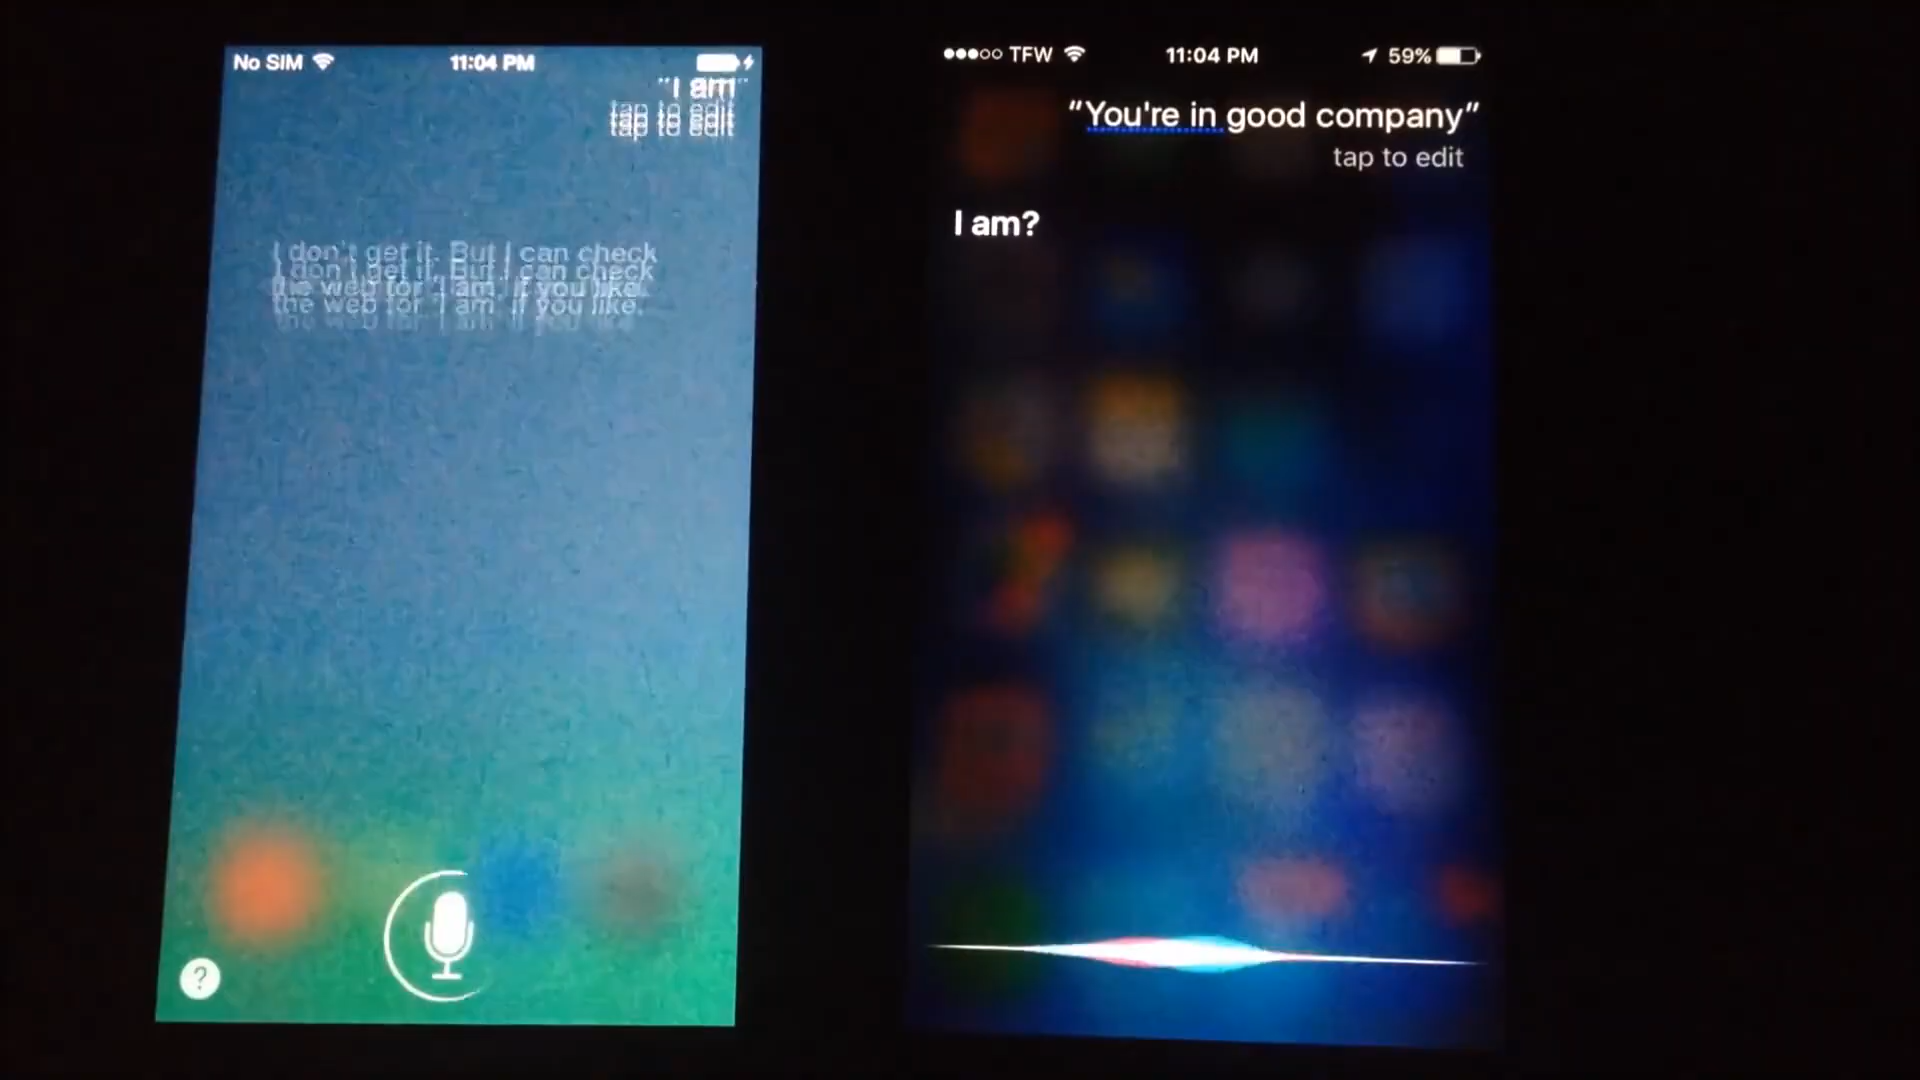 No SIM 11:04 PM
"I am"
tap to edit
I don't get it. But I can check
the web for 'I am' if you like.
?
TFW 11:04 PM 59%
"You're in good company"
tap to edit
I am?